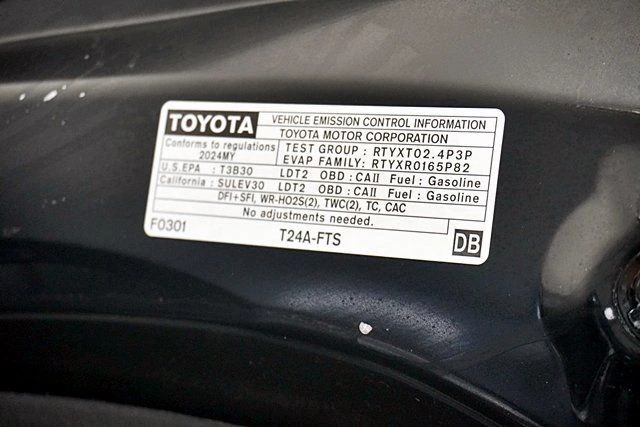 TOYOTA
VEHICLE EMISSION CONTROL INFORMATION
TOYOTA MOTOR CORPORATION
Conforms to regulations
2024MY
TEST GROUP : RTYXT02.4P3P
EVAP FAMILY: RTYXR0165P82
U.S.EPA : T3B30 LDT2 OBD : CAII Fuel : Gasoline
California : SULEV30 LDT2 OBD : CAII Fuel : Gasoline
DFI+SFI, WR-HO2S(2), TWC(2), TC, CAC
No adjustments needed.
F0301
T24A-FTS
DB